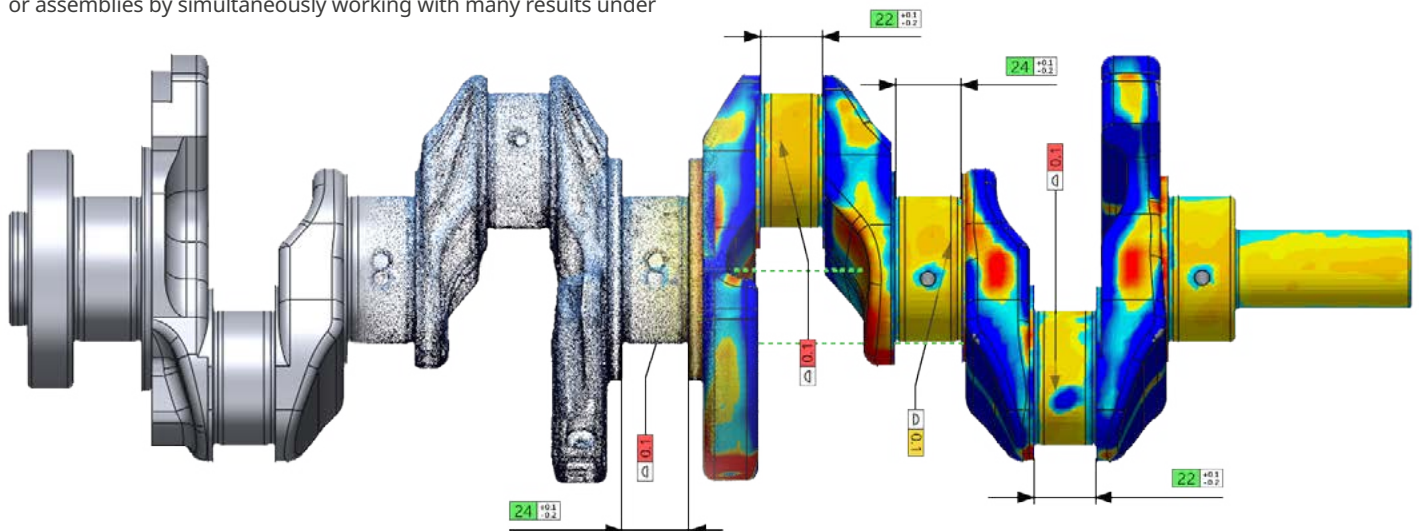 or assemblies by simultaneously working with many results under
22 +0.1 -0.2
24 +0.1 -0.2
0.1
0.1
0.1
0.1
22 +0.1 -0.2
24 +0.1 -0.2